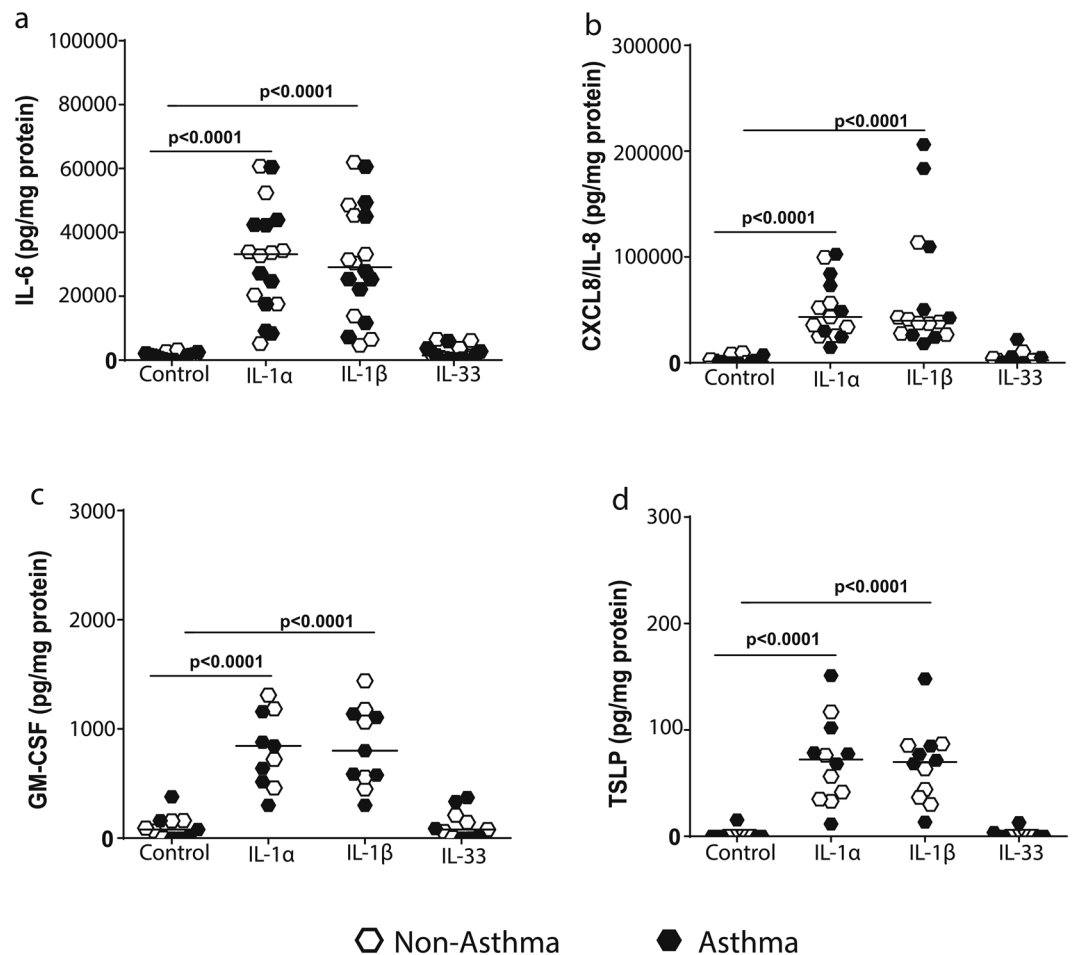 a
IL-6 (pg/mg protein)
100000
80000
60000
40000
20000
0
p<0.0001
p<0.0001
Control IL-1α IL-1β IL-33
b
CXCL8/IL-8 (pg/mg protein)
300000
200000
100000
0
p<0.0001
p<0.0001
Control IL-1α IL-1β IL-33
c
GM-CSF (pg/mg protein)
3000
2000
1000
0
p<0.0001
p<0.0001
Control IL-1α IL-1β IL-33
d
TSLP (pg/mg protein)
300
200
100
0
p<0.0001
p<0.0001
Control IL-1α IL-1β IL-33
Non-Asthma Asthma